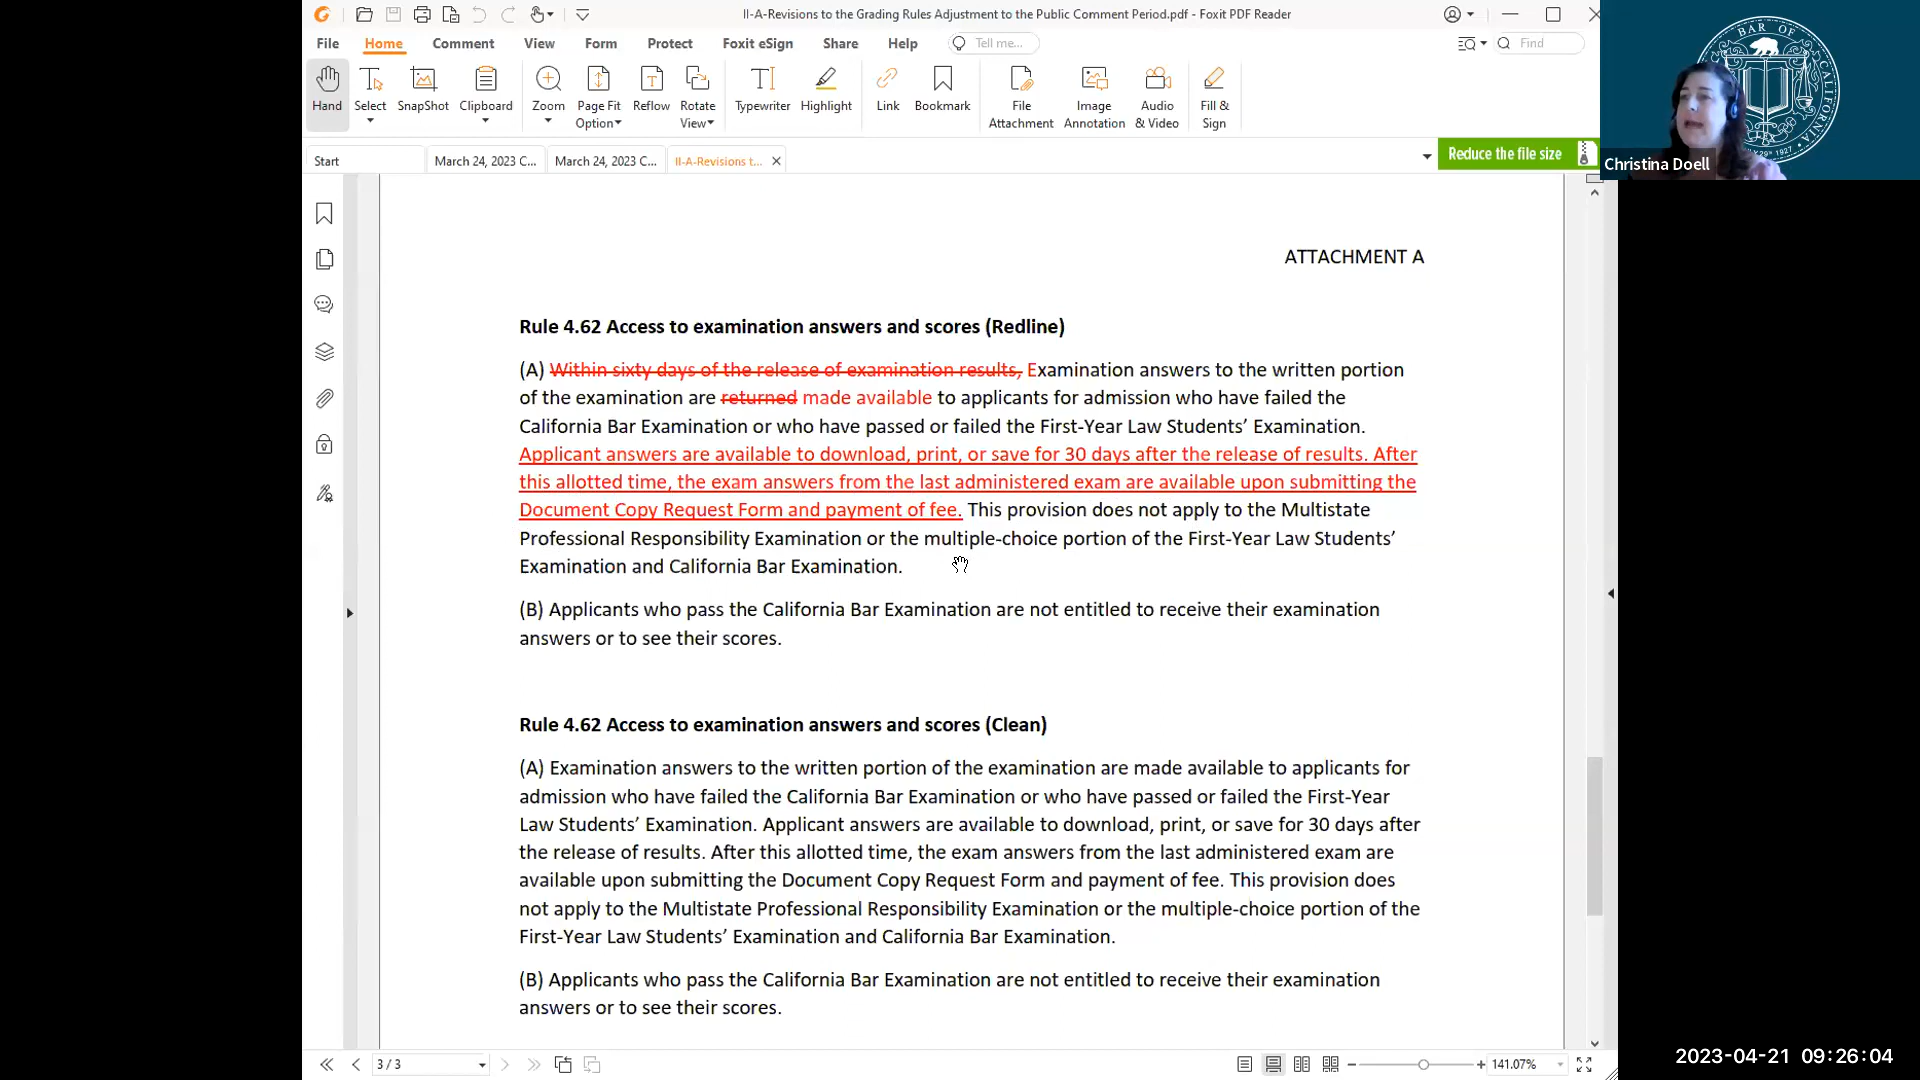 II-A-Revisions to the Grading Rules Adjustment to the Public Comment Period.pdf - Foxit PDF Reader
File Home Comment View Form Protect Foxit eSign Share Help Tell me... Find
Hand Select SnapShot Clipboard Zoom Page Fit Option Reflow Rotate View Typewriter Highlight Link Bookmark File Attachment Image Annotation Audio & Video Fill & Sign
Start March 24, 2023 C... March 24, 2023 C... II-A-Revisions t... Reduce the file size
BAR OF CALIFORNIA
Christina Doell
ATTACHMENT A
Rule 4.62 Access to examination answers and scores (Redline)
(A) Within sixty days of the release of examination results, Examination answers to the written portion
of the examination are returned made available to applicants for admission who have failed the
California Bar Examination or who have passed or failed the First-Year Law Students’ Examination.
Applicant answers are available to download, print, or save for 30 days after the release of results. After
this allotted time, the exam answers from the last administered exam are available upon submitting the
Document Copy Request Form and payment of fee. This provision does not apply to the Multistate
Professional Responsibility Examination or the multiple-choice portion of the First-Year Law Students’
Examination and California Bar Examination.
(B) Applicants who pass the California Bar Examination are not entitled to receive their examination
answers or to see their scores.
Rule 4.62 Access to examination answers and scores (Clean)
(A) Examination answers to the written portion of the examination are made available to applicants for
admission who have failed the California Bar Examination or who have passed or failed the First-Year
Law Students’ Examination. Applicant answers are available to download, print, or save for 30 days after
the release of results. After this allotted time, the exam answers from the last administered exam are
available upon submitting the Document Copy Request Form and payment of fee. This provision does
not apply to the Multistate Professional Responsibility Examination or the multiple-choice portion of the
First-Year Law Students’ Examination and California Bar Examination.
(B) Applicants who pass the California Bar Examination are not entitled to receive their examination
answers or to see their scores.
3 / 3 141.07%
2023-04-21 09:26:04